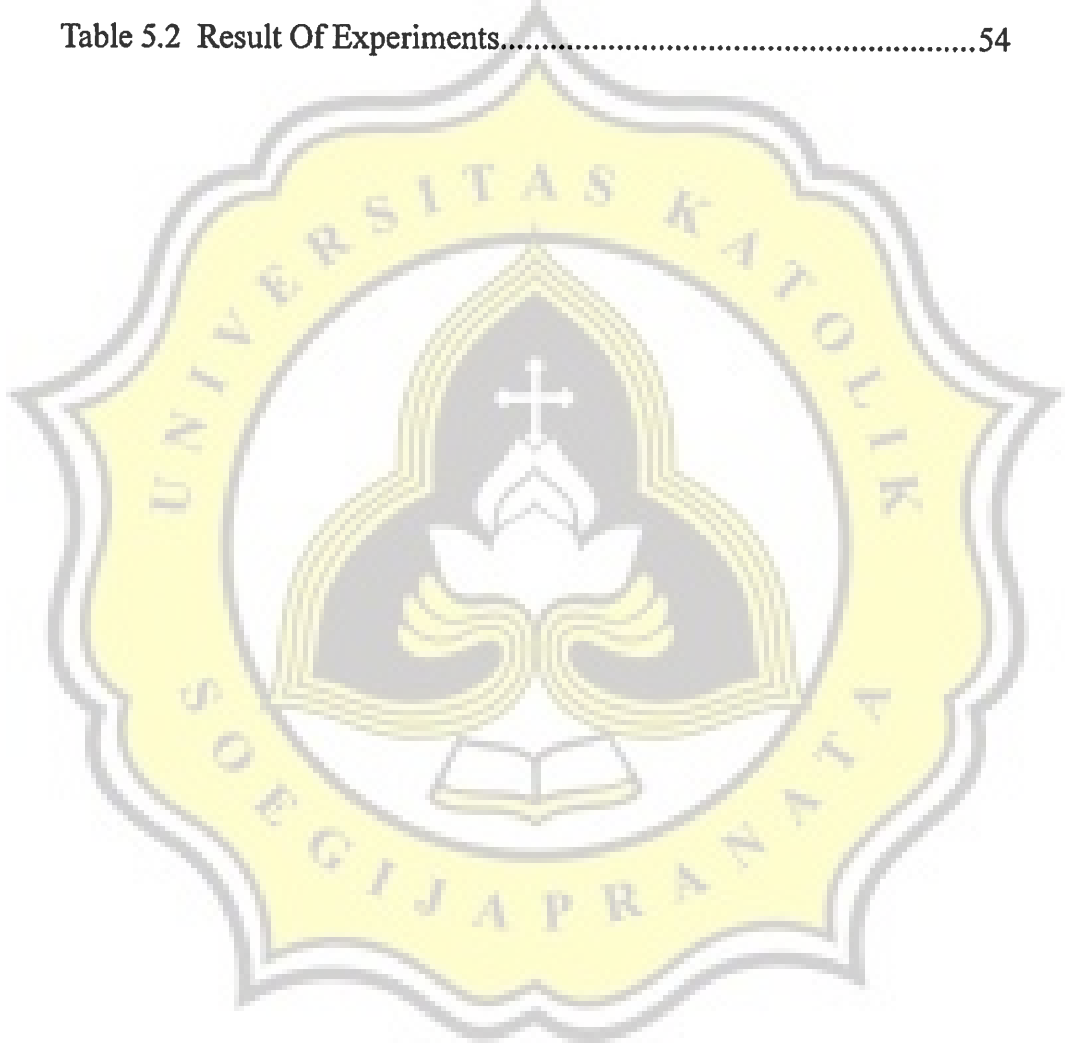 Table 5.2 Result Of Experiments......................................................................54
UNIVERSITAS KATOLIK
SOEGIJAPRANATA